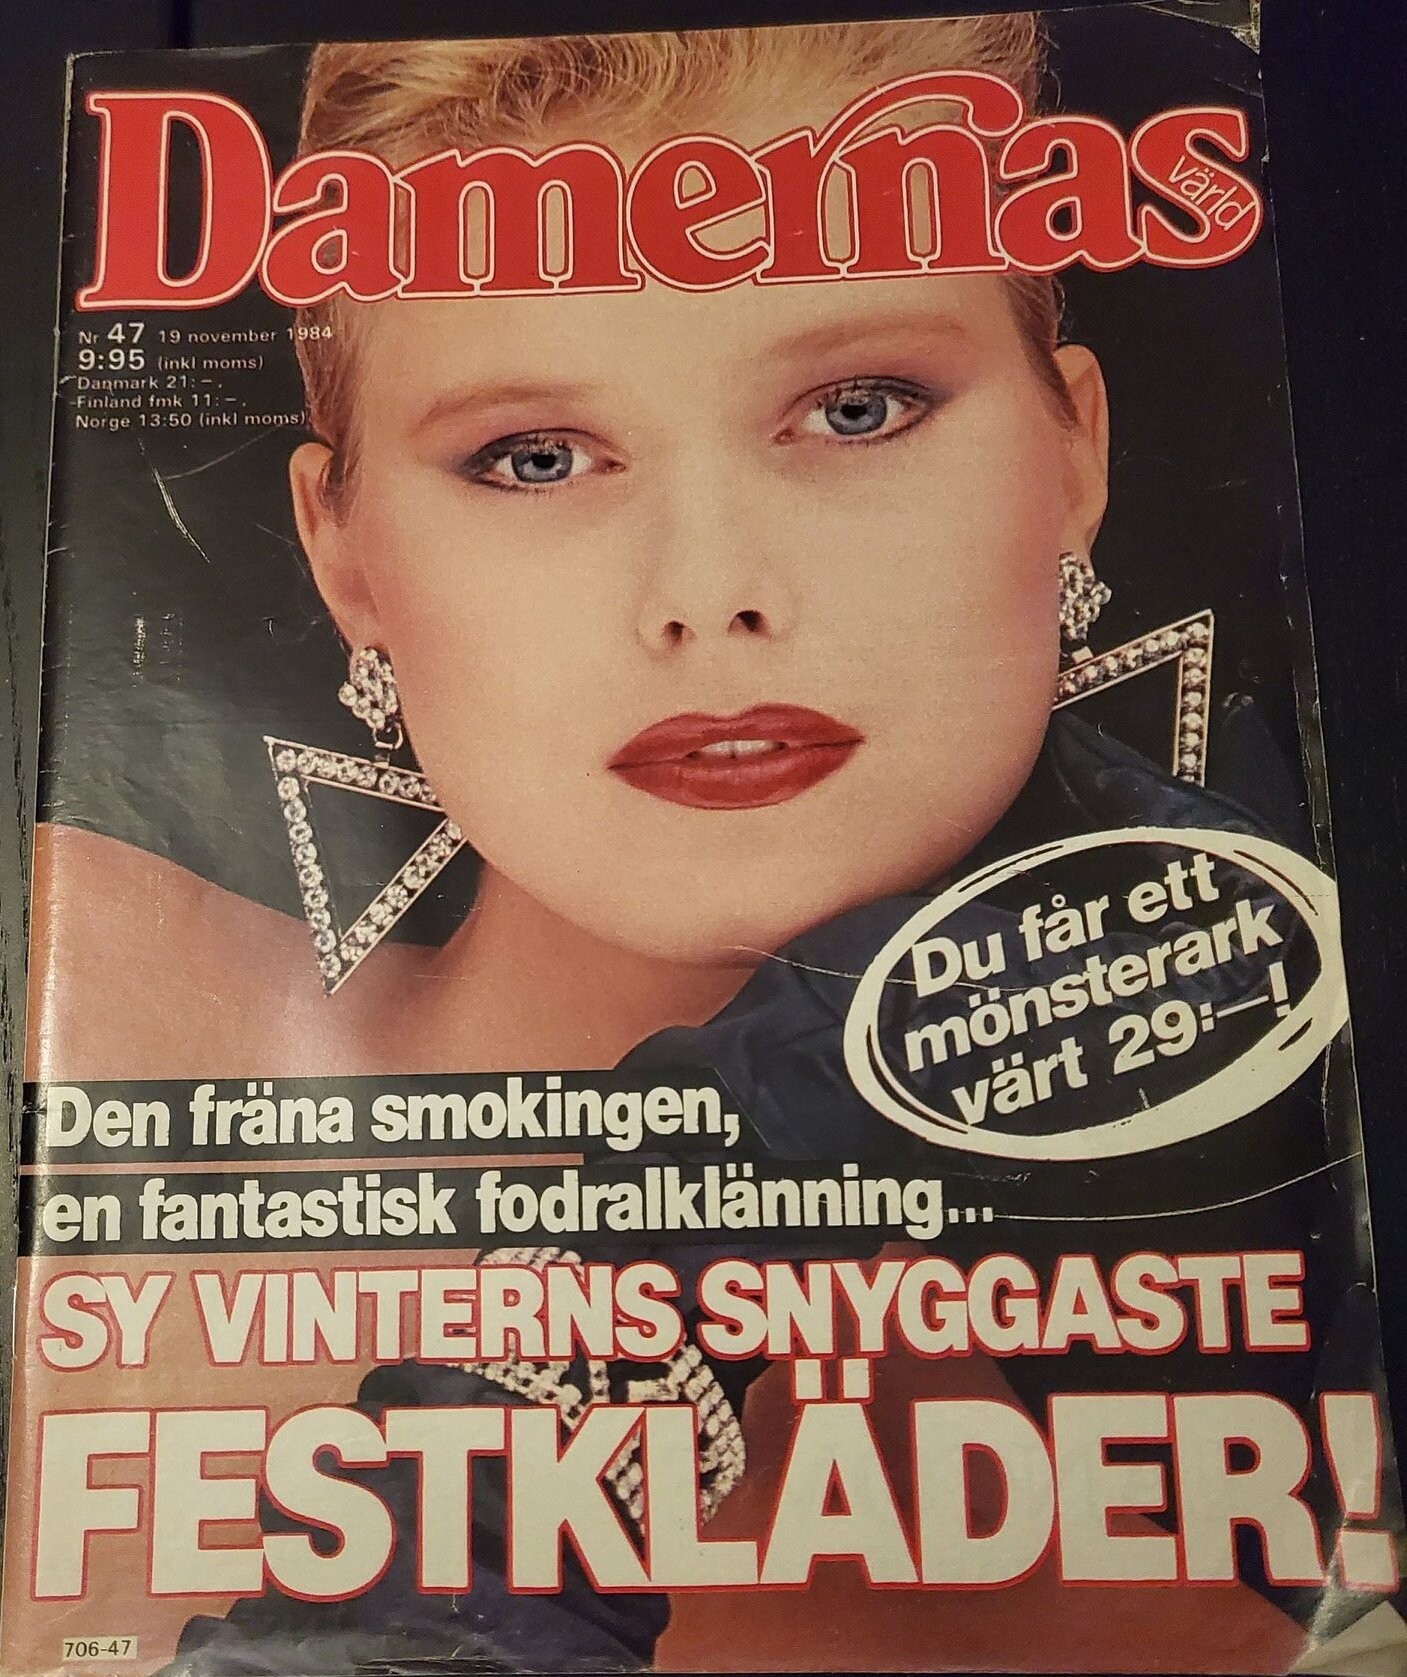 Damernas
värld
Nr 47 19 november 1984
9:95 (inkl moms)
Danmark 21:–.
Finland fmk 11:–.
Norge 13:50 (inkl moms)
Du får ett
mönsterark
värt 29:–!
Den fräna smokingen,
en fantastisk fodralklänning...
SY VINTERNS SNYGGASTE
FESTKLÄDER!
706-47